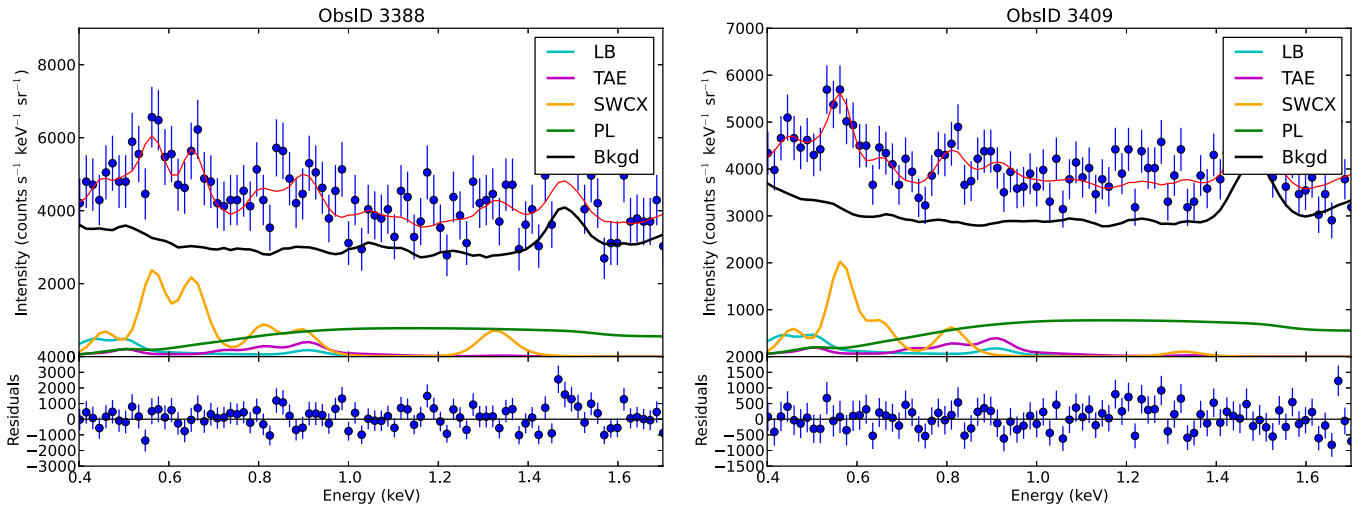 ObsID 3388
Intensity (counts s⁻¹ keV⁻¹ sr⁻¹)
8000
6000
4000
2000
LB
TAE
SWCX
PL
Bkgd
Residuals
4000
3000
2000
1000
0
−1000
−2000
−3000
0.4 0.6 0.8 1.0 1.2 1.4 1.6
Energy (keV)
ObsID 3409
Intensity (counts s⁻¹ keV⁻¹ sr⁻¹)
7000
6000
5000
4000
3000
2000
1000
LB
TAE
SWCX
PL
Bkgd
Residuals
2000
1500
1000
500
0
−500
−1000
−1500
0.4 0.6 0.8 1.0 1.2 1.4 1.6
Energy (keV)